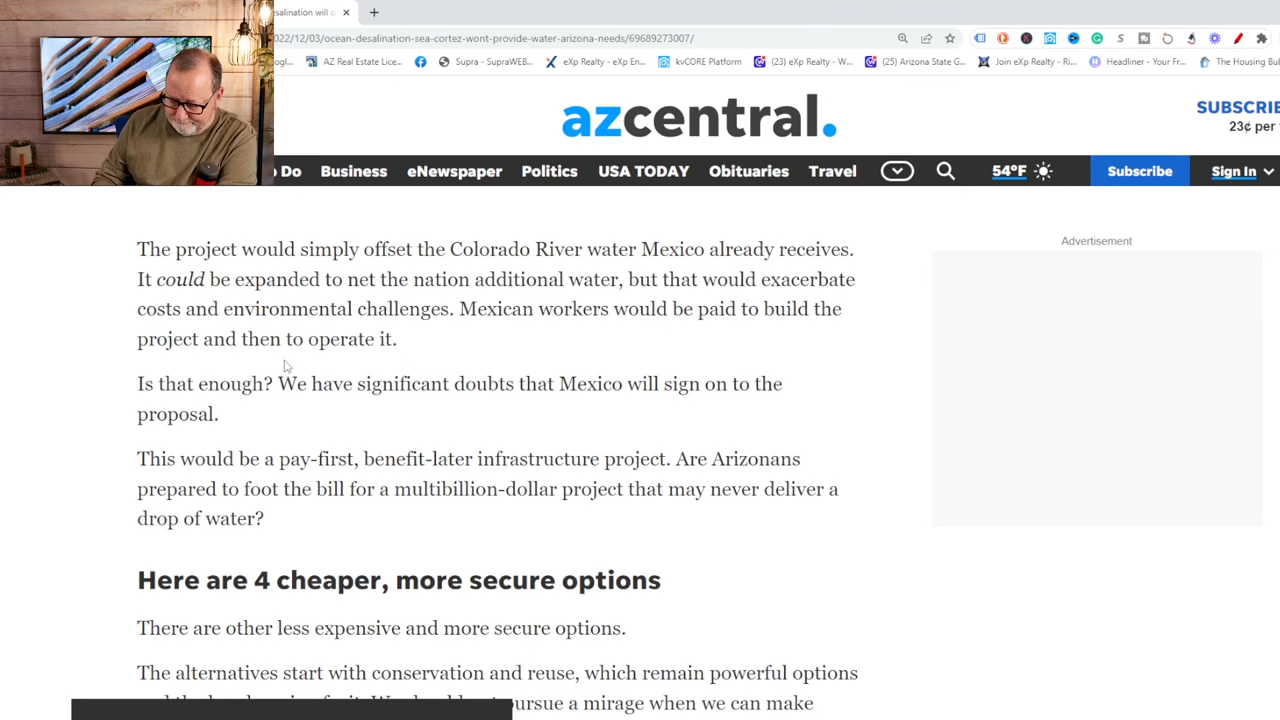 esalination will c
022/12/03/ocean-desalination-sea-cortez-wont-provide-water-arizona-needs/69689273007/
AZ Real Estate Lice...
Supra - SupraWEB...
eXp Realty - eXp En...
kvCORE Platform
(23) eXp Realty - W...
(25) Arizona State G...
Join eXp Realty - Ri...
Headliner - Your Fr...
The Housing Bu
azcentral.
SUBSCRIBE
23¢ per
o Do
Business
eNewspaper
Politics
USA TODAY
Obituaries
Travel
54°F
Subscribe
Sign In
Advertisement
The project would simply offset the Colorado River water Mexico already receives.
It could be expanded to net the nation additional water, but that would exacerbate
costs and environmental challenges. Mexican workers would be paid to build the
project and then to operate it.
Is that enough? We have significant doubts that Mexico will sign on to the
proposal.
This would be a pay-first, benefit-later infrastructure project. Are Arizonans
prepared to foot the bill for a multibillion-dollar project that may never deliver a
drop of water?
Here are 4 cheaper, more secure options
There are other less expensive and more secure options.
The alternatives start with conservation and reuse, which remain powerful options
pursue a mirage when we can make